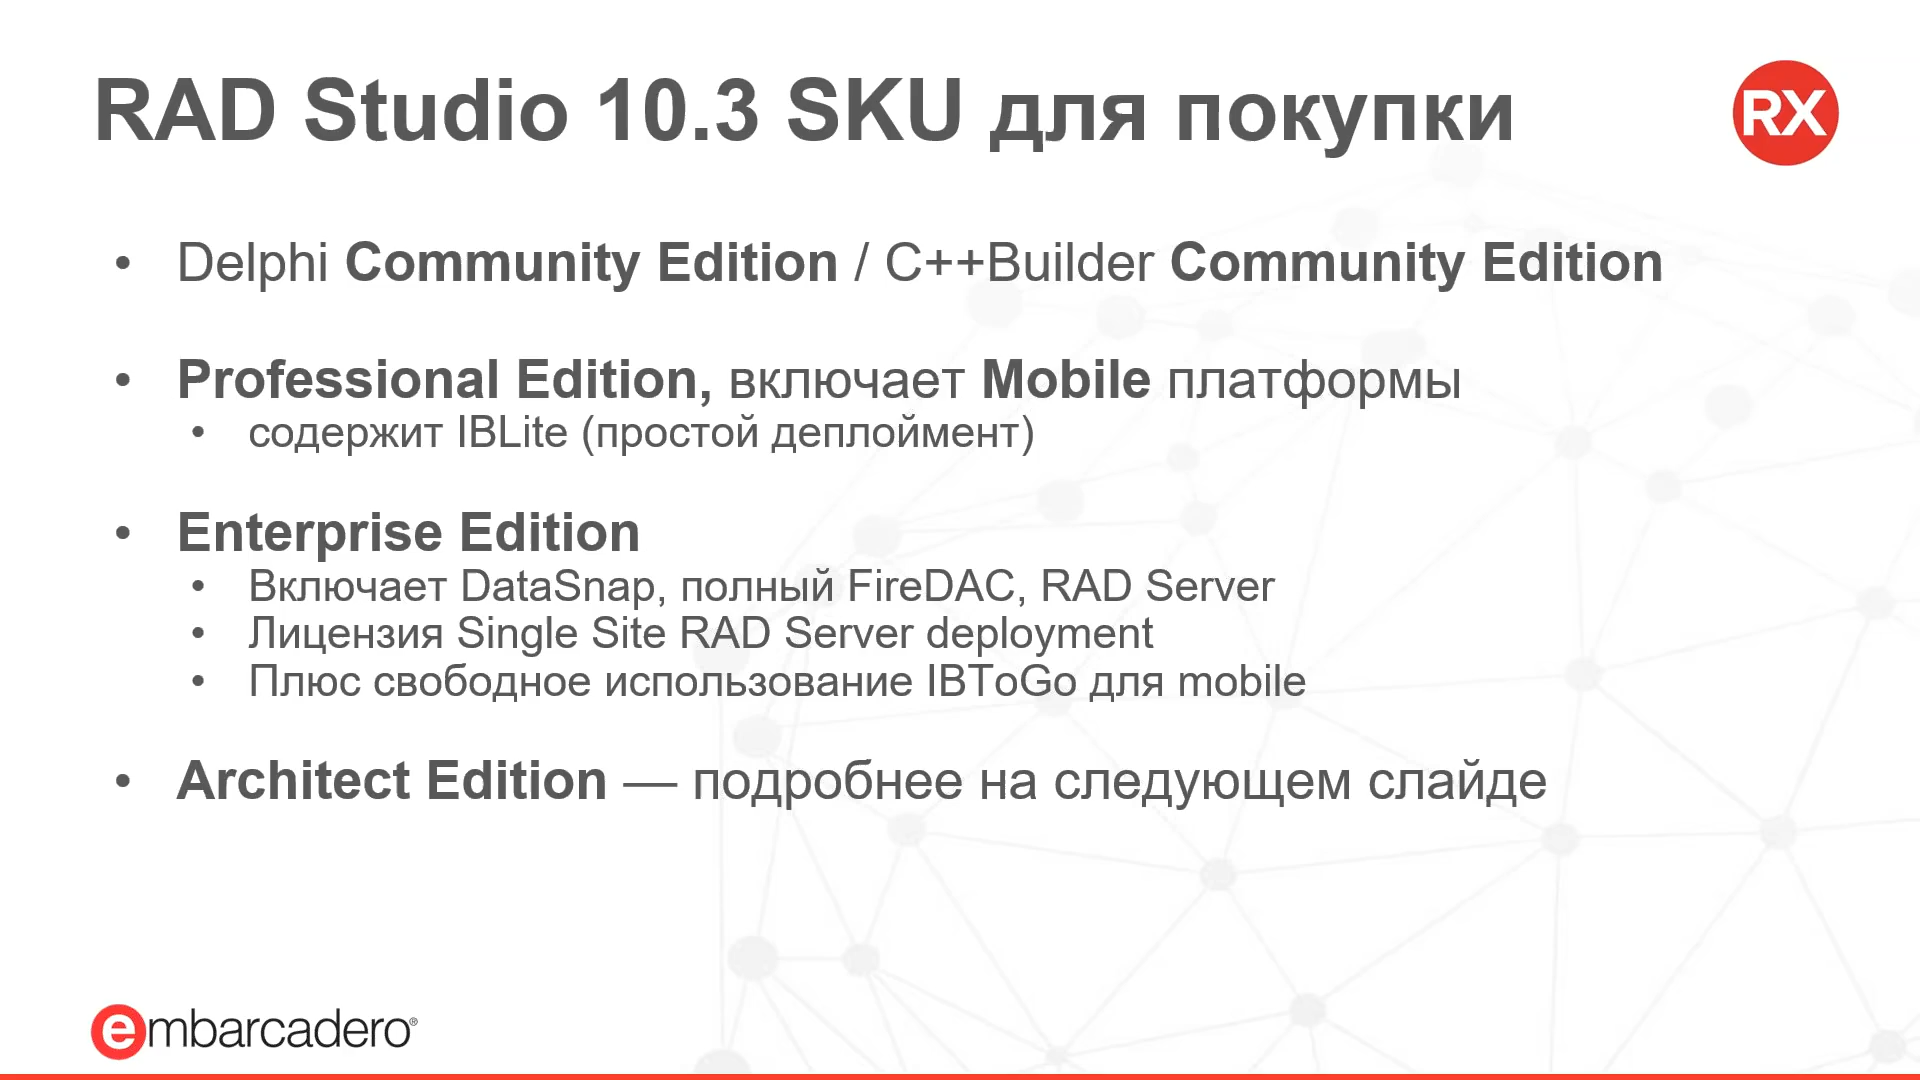 RAD Studio 10.3 SKU для покупки
RX
• Delphi Community Edition / C++Builder Community Edition
• Professional Edition, включает Mobile платформы
• содержит IBLite (простой деплоймент)
• Enterprise Edition
• Включает DataSnap, полный FireDAC, RAD Server
• Лицензия Single Site RAD Server deployment
• Плюс свободное использование IBToGo для mobile
• Architect Edition — подробнее на следующем слайде
embarcadero®